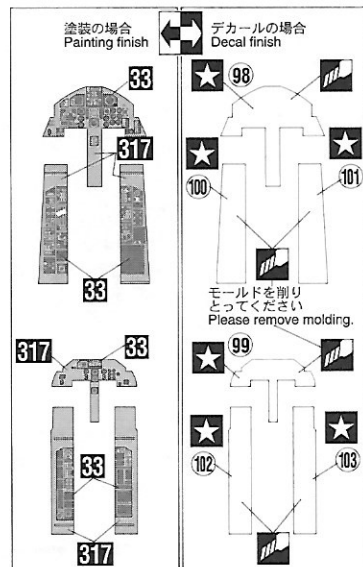 塗装の場合
Painting finish
デカールの場合
Decal finish
33
98
317
100
101
33
モールドを削り
とってください
Please remove molding.
317
33
99
33
102
103
317